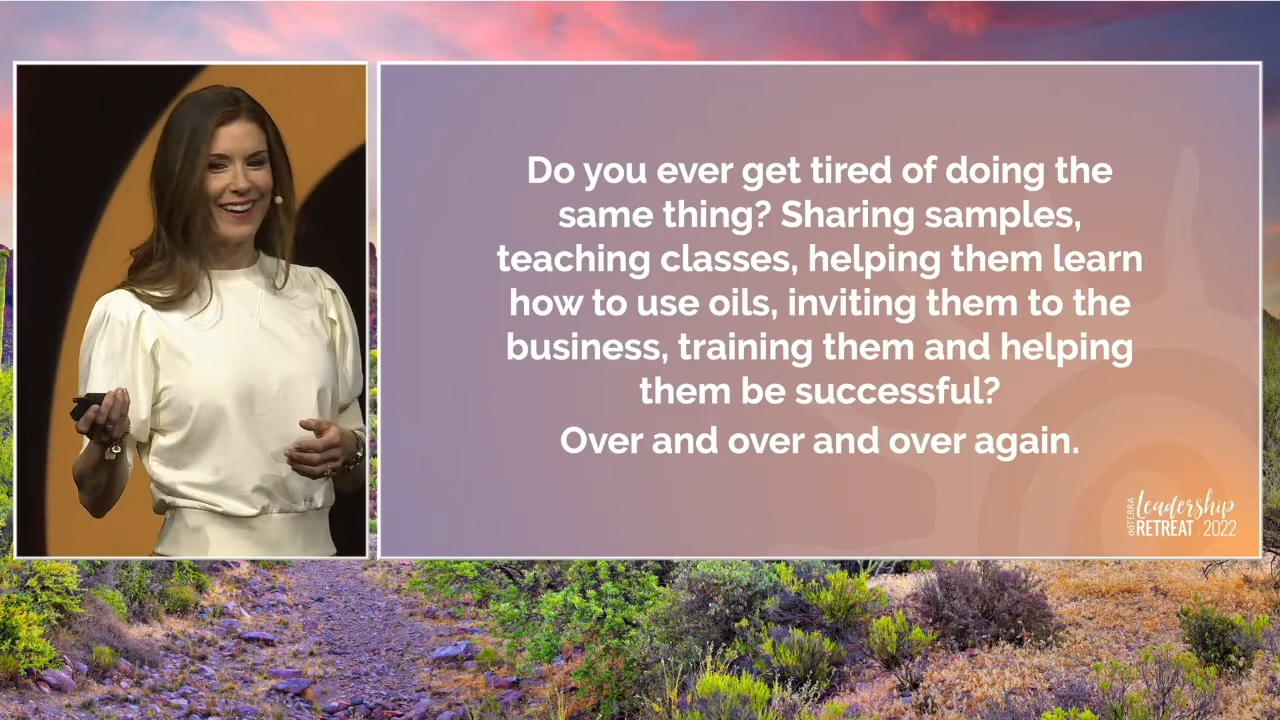 Do you ever get tired of doing the
same thing? Sharing samples,
teaching classes, helping them learn
how to use oils, inviting them to the
business, training them and helping
them be successful?
Over and over and over again.
dōTERRA
Leadership
RETREAT | 2022